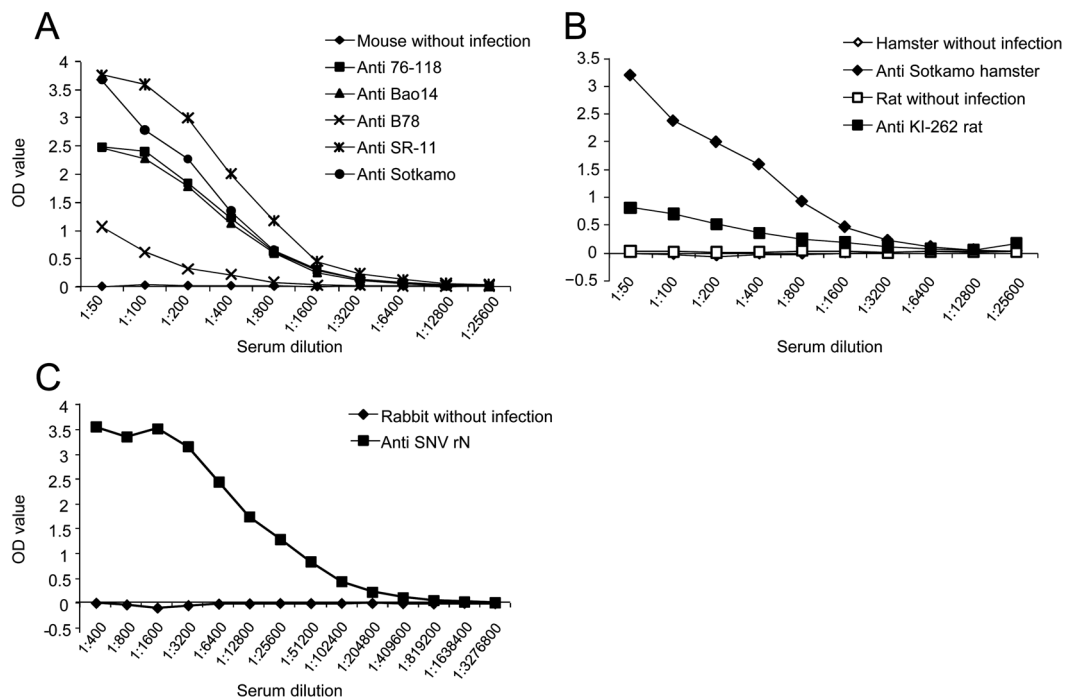 A
Mouse without infection
Anti 76-118
Anti Bao14
Anti B78
Anti SR-11
Anti Sotkamo
OD value
4
3.5
3
2.5
2
1.5
1
0.5
0
1:50
1:100
1:200
1:400
1:800
1:1600
1:3200
1:6400
1:12800
1:25600
Serum dilution
B
Hamster without infection
Anti Sotkamo hamster
Rat without infection
Anti KI-262 rat
OD value
3.5
3
2.5
2
1.5
1
0.5
0
−0.5
1:50
1:100
1:200
1:400
1:800
1:1600
1:3200
1:6400
1:12800
1:25600
Serum dilution
C
Rabbit without infection
Anti SNV rN
OD value
4
3.5
3
2.5
2
1.5
1
0.5
0
-0.5
1:400
1:800
1:1600
1:3200
1:6400
1:12800
1:25600
1:51200
1:102400
1:204800
1:409600
1:819200
1:1638400
1:3276800
Serum dilution